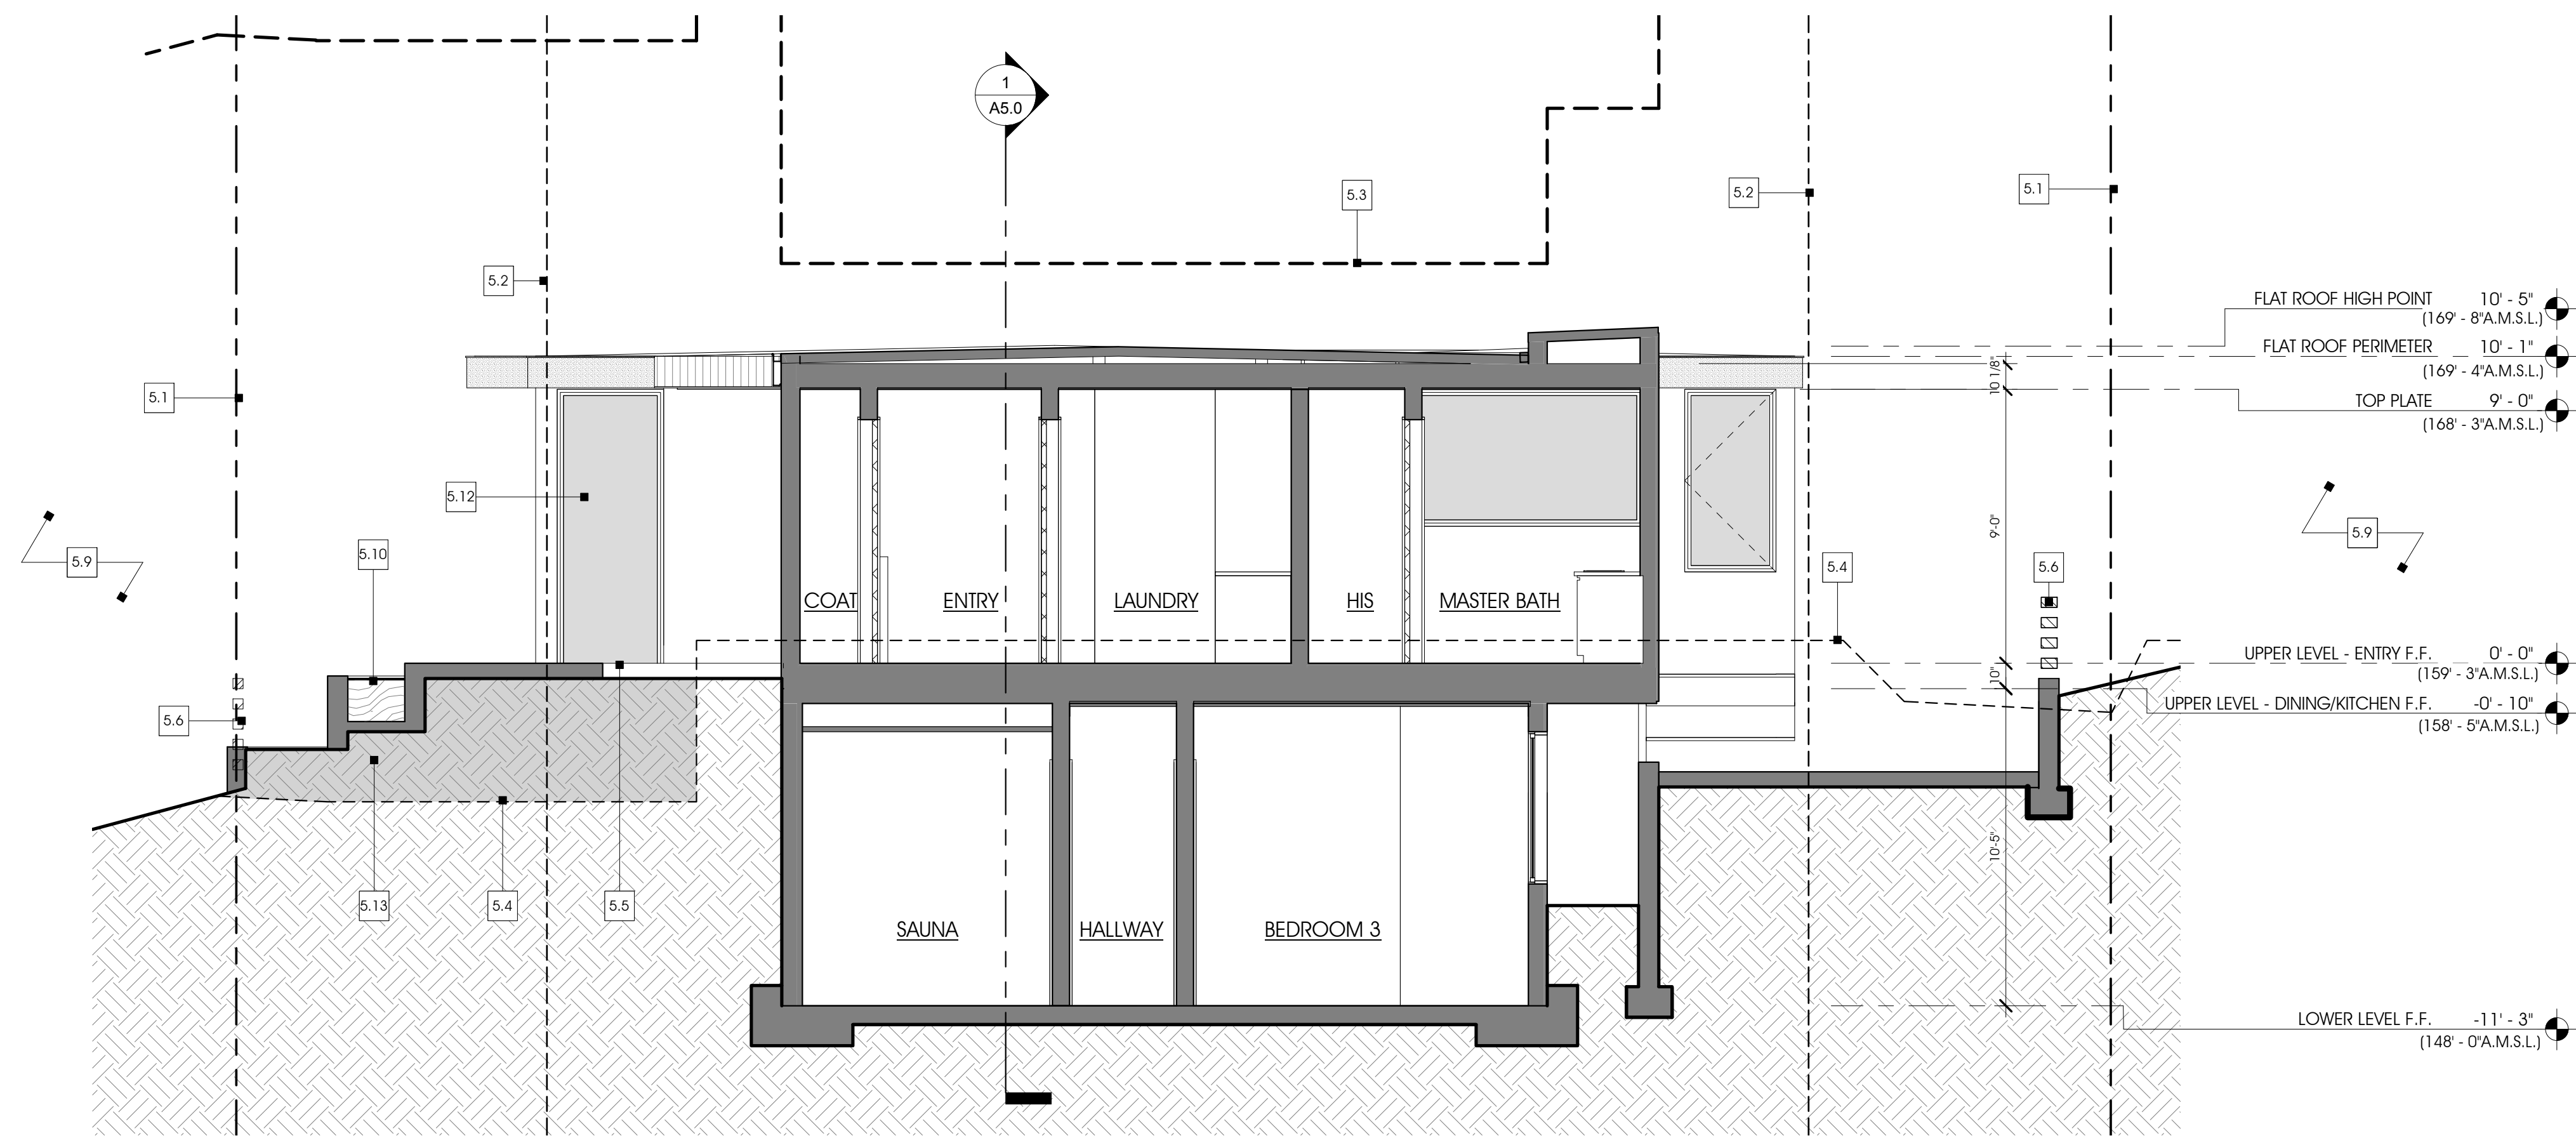 1
A5.0
5.3
5.2
5.1
5.2
FLAT ROOF HIGH POINT 10' - 5"
(169' - 8"A.M.S.L.)
FLAT ROOF PERIMETER 10' - 1"
(169' - 4"A.M.S.L.)
10 1/8"
5.1
TOP PLATE 9' - 0"
(168' - 3"A.M.S.L.)
5.12
9'-0"
5.9
5.10
5.9
5.4
5.6
COAT ENTRY LAUNDRY HIS MASTER BATH
UPPER LEVEL - ENTRY F.F. 0' - 0"
(159' - 3"A.M.S.L.)
10"
5.6
UPPER LEVEL - DINING/KITCHEN F.F. -0' - 10"
(158' - 5"A.M.S.L.)
10'-5"
5.13
5.4
5.5
SAUNA HALLWAY BEDROOM 3
LOWER LEVEL F.F. -11' - 3"
(148' - 0"A.M.S.L.)